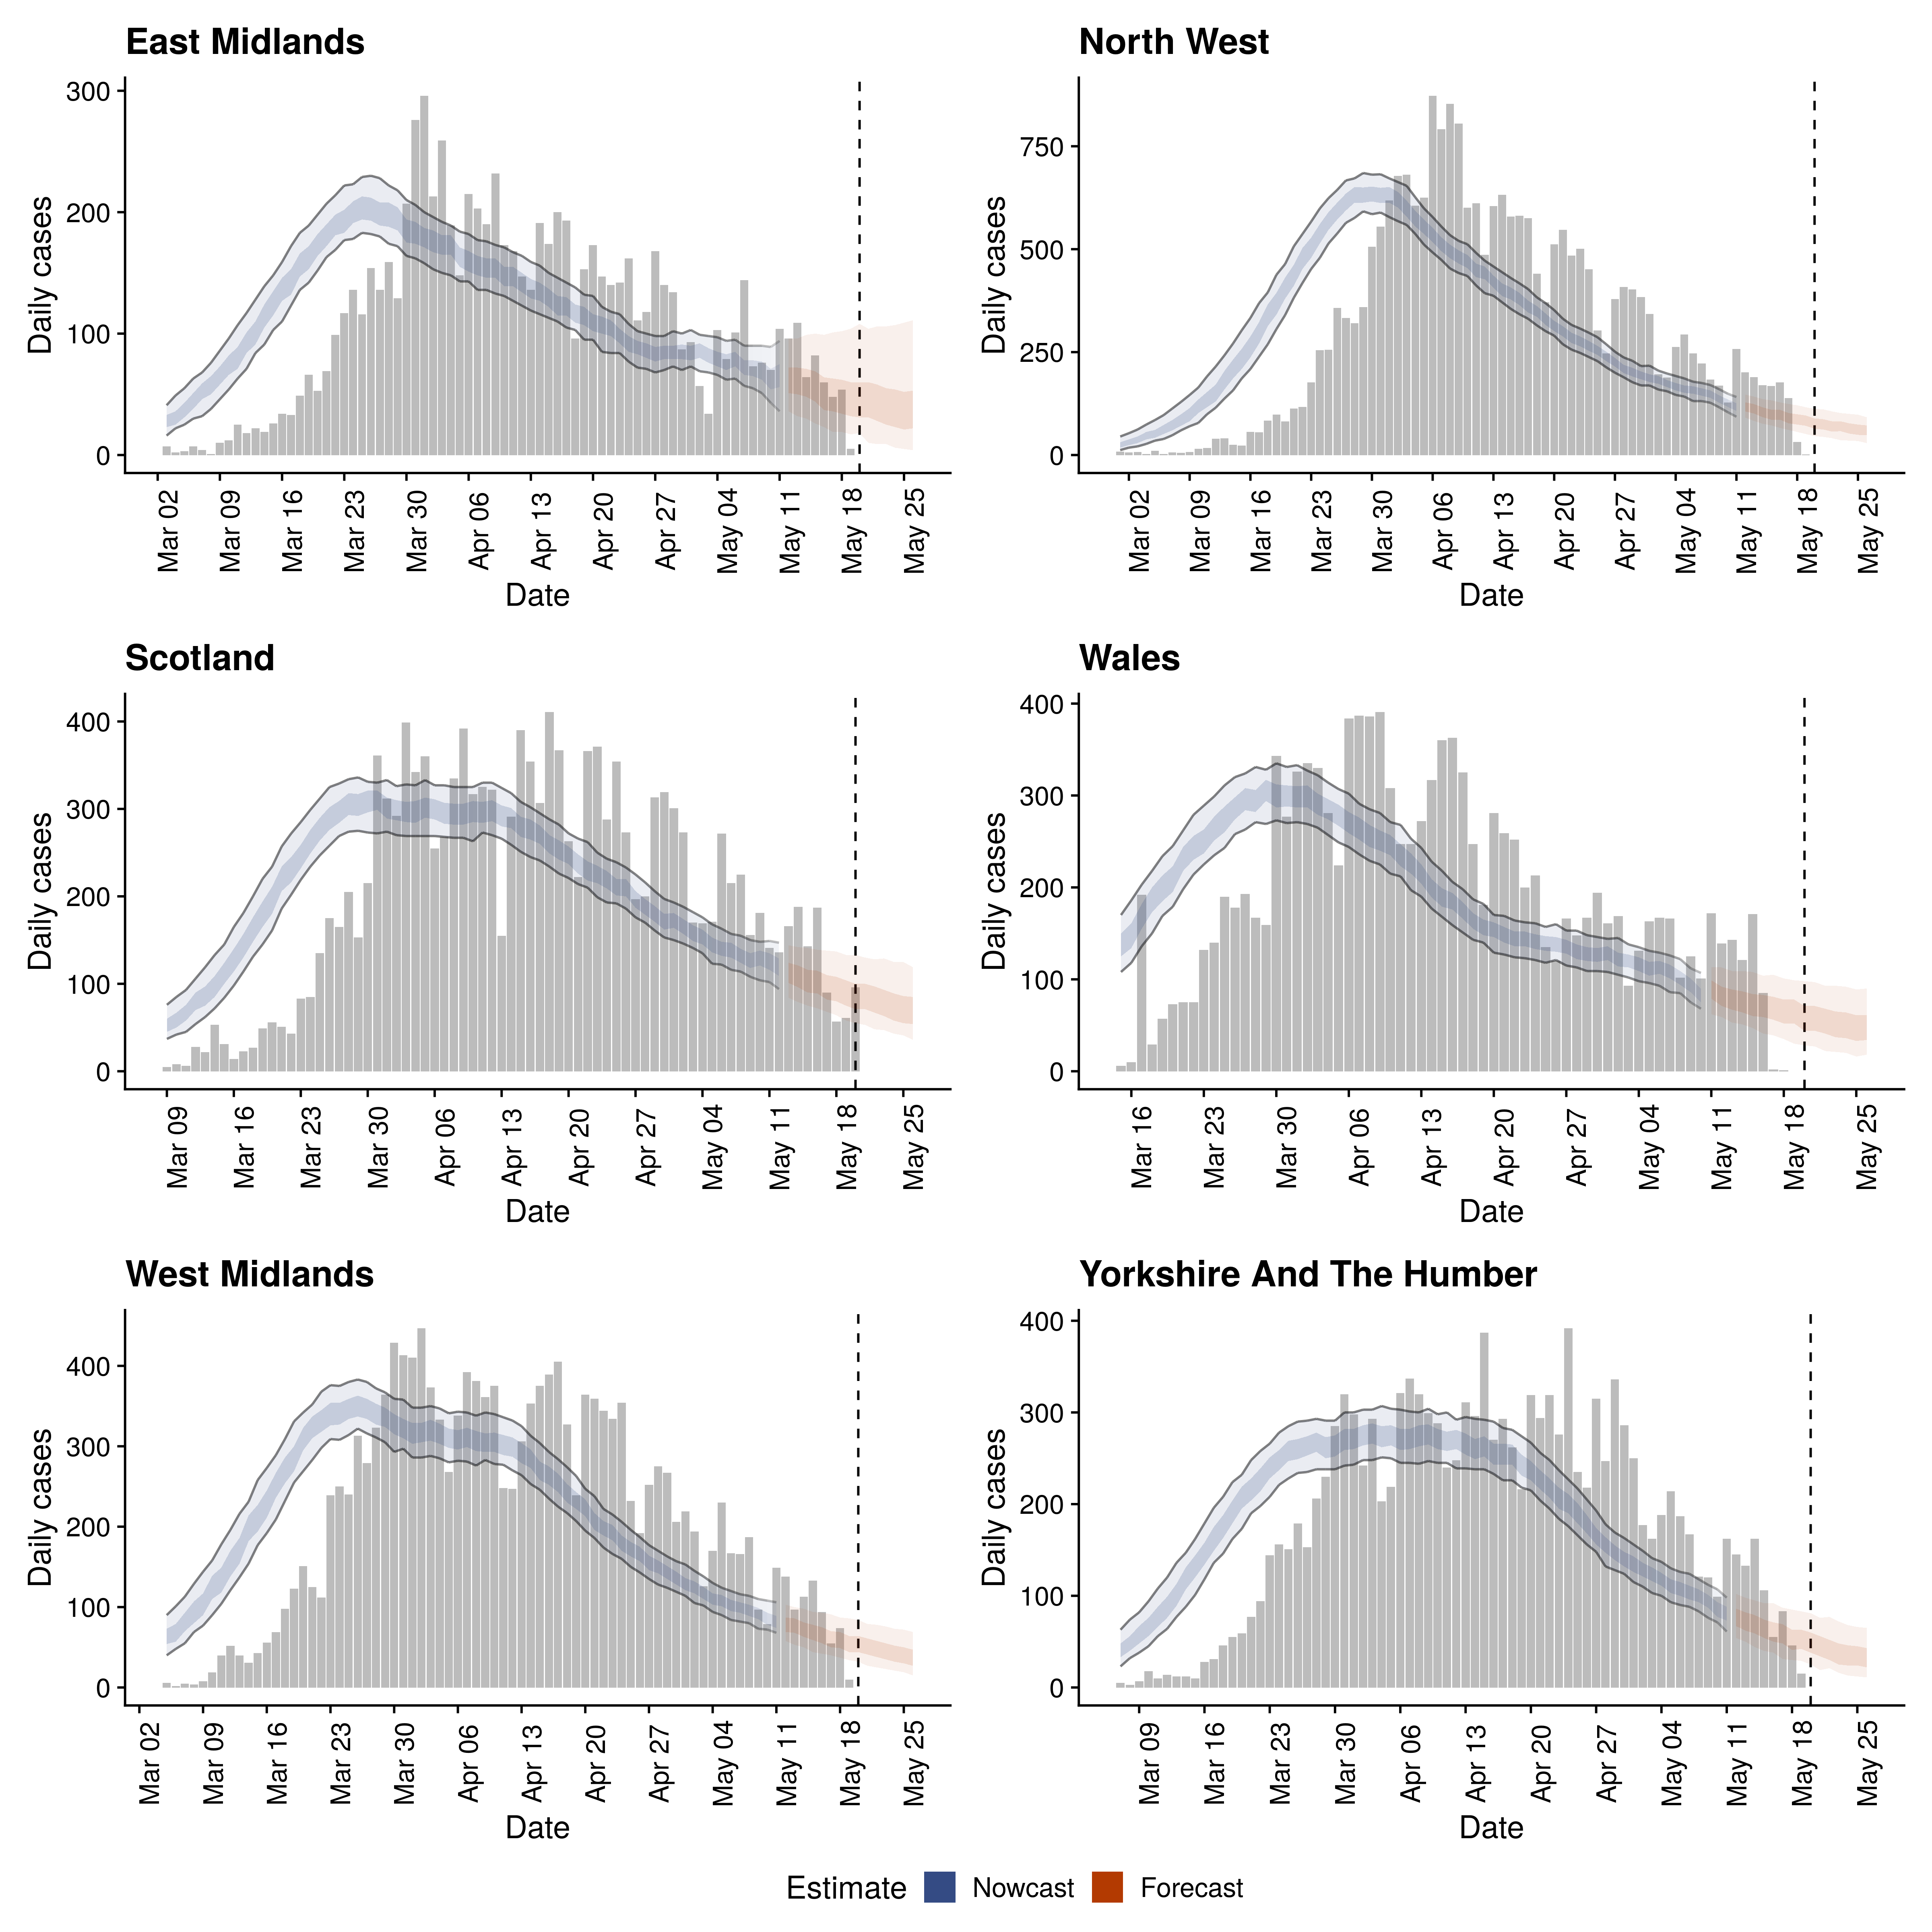 East Midlands
Daily cases
300
200
100
0
Mar 02
Mar 09
Mar 16
Mar 23
Mar 30
Apr 06
Apr 13
Apr 20
Apr 27
May 04
May 11
May 18
May 25
Date
North West
Daily cases
750
500
250
0
Mar 02
Mar 09
Mar 16
Mar 23
Mar 30
Apr 06
Apr 13
Apr 20
Apr 27
May 04
May 11
May 18
May 25
Date
Scotland
Daily cases
400
300
200
100
0
Mar 09
Mar 16
Mar 23
Mar 30
Apr 06
Apr 13
Apr 20
Apr 27
May 04
May 11
May 18
May 25
Date
Wales
Daily cases
400
300
200
100
0
Mar 16
Mar 23
Mar 30
Apr 06
Apr 13
Apr 20
Apr 27
May 04
May 11
May 18
May 25
Date
West Midlands
Daily cases
400
300
200
100
0
Mar 02
Mar 09
Mar 16
Mar 23
Mar 30
Apr 06
Apr 13
Apr 20
Apr 27
May 04
May 11
May 18
May 25
Date
Yorkshire And The Humber
Daily cases
400
300
200
100
0
Mar 09
Mar 16
Mar 23
Mar 30
Apr 06
Apr 13
Apr 20
Apr 27
May 04
May 11
May 18
May 25
Date
Estimate Nowcast Forecast